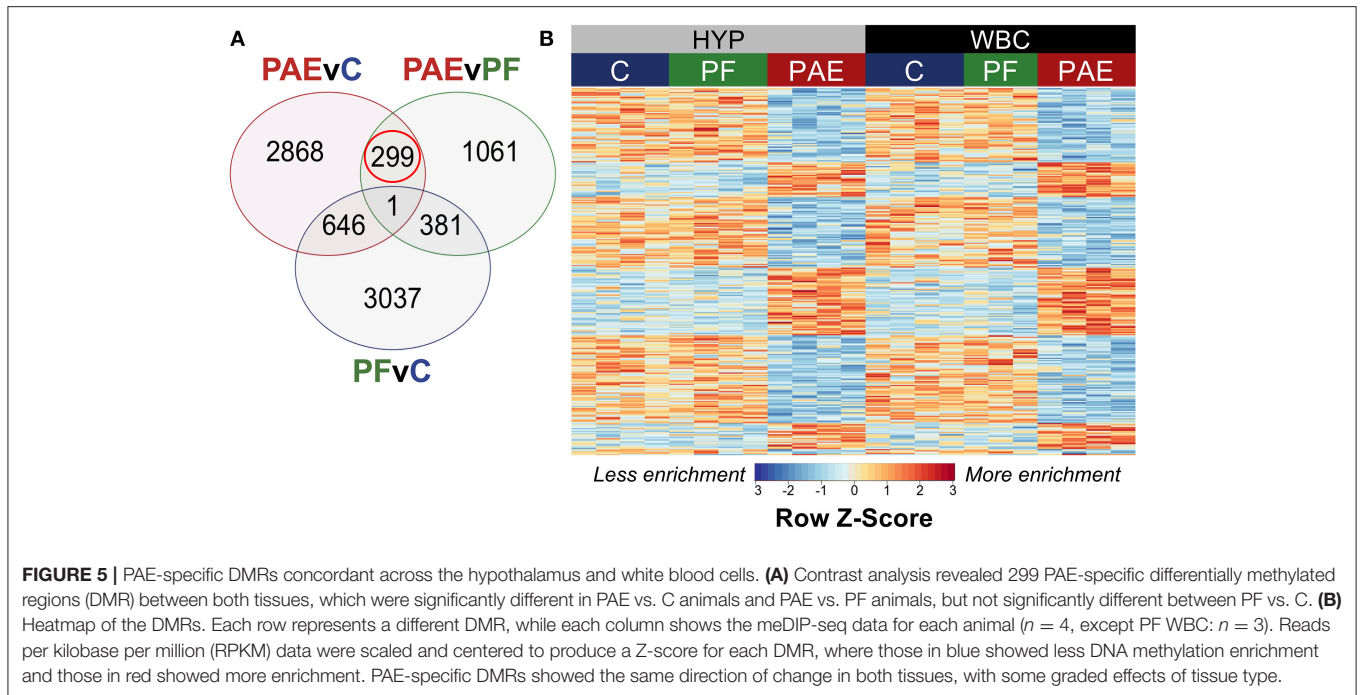 A
B
PAEvC
PAEvPF
2868
299
1061
1
646
381
3037
PFvC
HYP
WBC
C
PF
PAE
C
PF
PAE
Less enrichment
More enrichment
3
-2
-1
0
1
2
3
Row Z-Score
FIGURE 5 | PAE-specific DMRs concordant across the hypothalamus and white blood cells. (A) Contrast analysis revealed 299 PAE-specific differentially methylated
regions (DMR) between both tissues, which were significantly different in PAE vs. C animals and PAE vs. PF animals, but not significantly different between PF vs. C. (B)
Heatmap of the DMRs. Each row represents a different DMR, while each column shows the meDIP-seq data for each animal (n = 4, except PF WBC: n = 3). Reads
per kilobase per million (RPKM) data were scaled and centered to produce a Z-score for each DMR, where those in blue showed less DNA methylation enrichment
and those in red showed more enrichment. PAE-specific DMRs showed the same direction of change in both tissues, with some graded effects of tissue type.